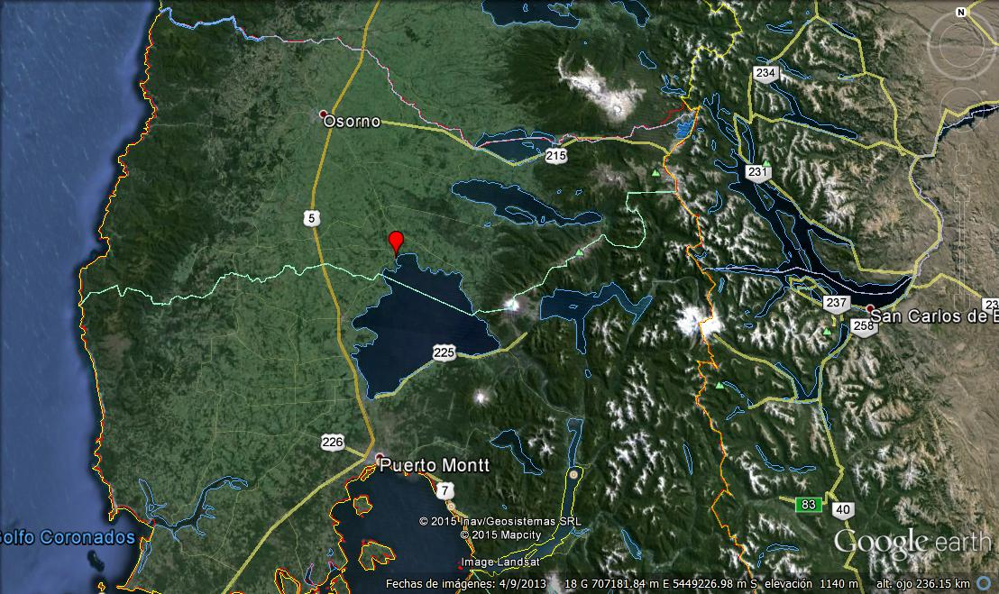 N
234
Osorno
215
231
5
237
San Carlos de B
258
225
226
Puerto Montt
7
83
40
© 2015 Inav/Geosistemas SRL
© 2015 Mapcity
Golfo Coronados
Google earth
Image Landsat
Fechas de imágenes: 4/9/2013 18 G 707181.84 m E 5449226.98 m S elevación 1140 m alt. ojo 236.15 km